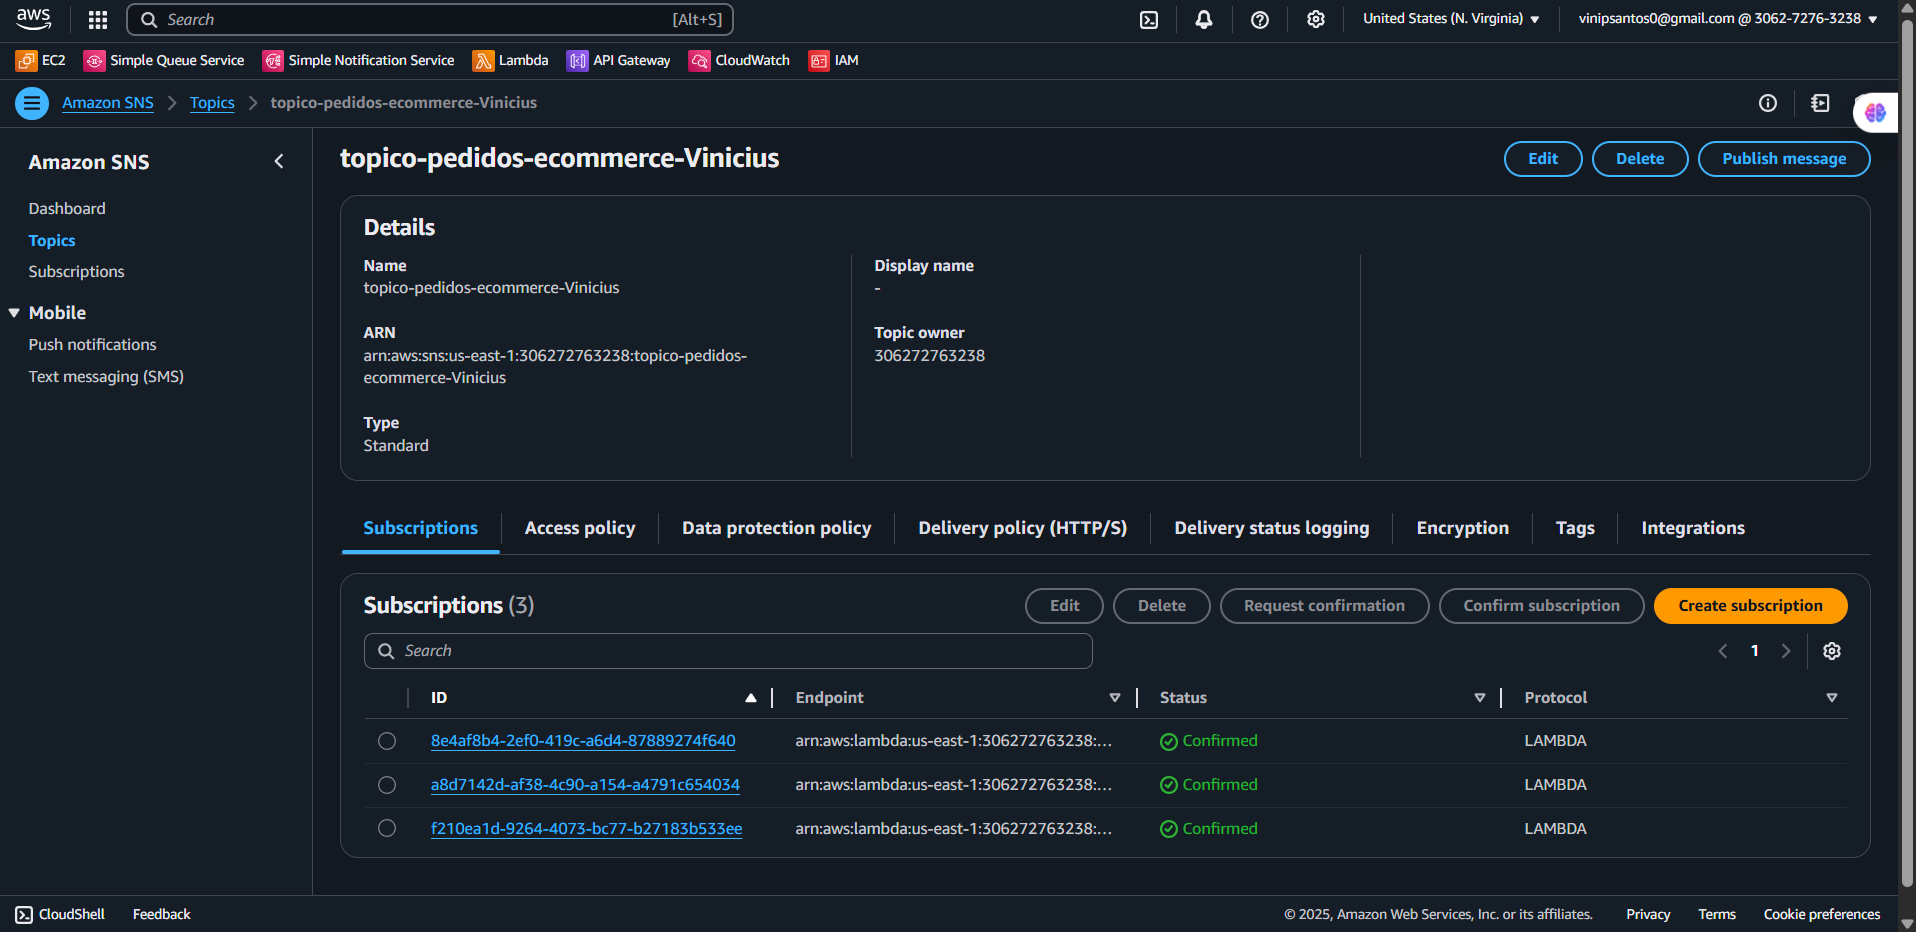 aws
Search [Alt+S]
United States (N. Virginia)
vinipsantos0@gmail.com @ 3062-7276-3238
EC2 Simple Queue Service Simple Notification Service Lambda API Gateway CloudWatch IAM
Amazon SNS Topics topico-pedidos-ecommerce-Vinicius
Amazon SNS
Dashboard
Topics
Subscriptions
Mobile
Push notifications
Text messaging (SMS)
topico-pedidos-ecommerce-Vinicius
Edit Delete Publish message
Details
Name
topico-pedidos-ecommerce-Vinicius
ARN
arn:aws:sns:us-east-1:306272763238:topico-pedidos-
ecommerce-Vinicius
Type
Standard
Display name
-
Topic owner
306272763238
Subscriptions Access policy Data protection policy Delivery policy (HTTP/S) Delivery status logging Encryption Tags Integrations
Subscriptions (3)
Edit Delete Request confirmation Confirm subscription Create subscription
Search
1
ID Endpoint Status Protocol
8e4af8b4-2ef0-419c-a6d4-87889274f640 arn:aws:lambda:us-east-1:306272763238:... Confirmed LAMBDA
a8d7142d-af38-4c90-a154-a4791c654034 arn:aws:lambda:us-east-1:306272763238:... Confirmed LAMBDA
f210ea1d-9264-4073-bc77-b27183b533ee arn:aws:lambda:us-east-1:306272763238:... Confirmed LAMBDA
CloudShell Feedback
© 2025, Amazon Web Services, Inc. or its affiliates. Privacy Terms Cookie preferences